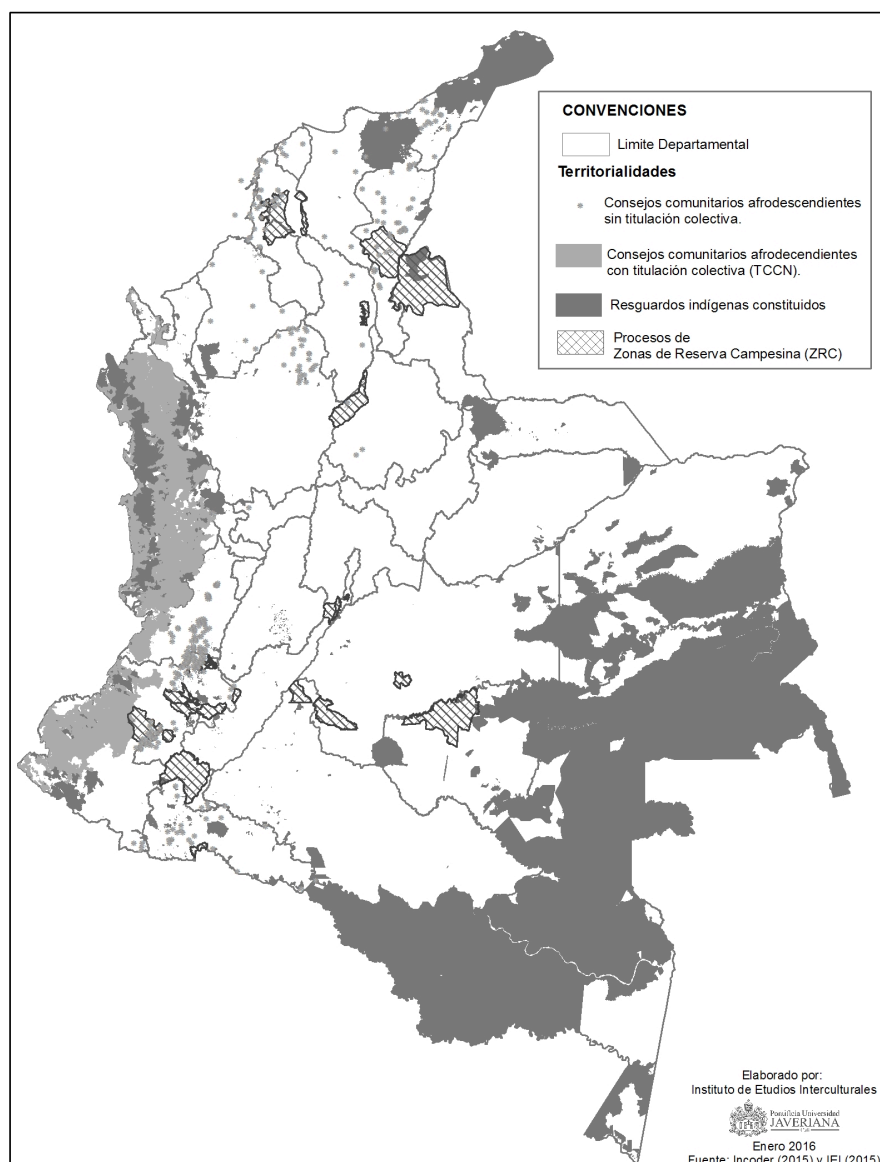 CONVENCIONES
Limite Departamental
Territorialidades
Consejos comunitarios afrodescendientes
sin titulación colectiva.
Consejos comunitarios afrodecendientes
con titulación colectiva (TCCN).
Resguardos indígenas constituidos
Procesos de
Zonas de Reserva Campesina (ZRC)
Elaborado por:
Instituto de Etudios Interculturales
Pontificia Universidad
JAVERIANA
Enero 2016
Fuente: Incoder (2015) y IEI (2015)